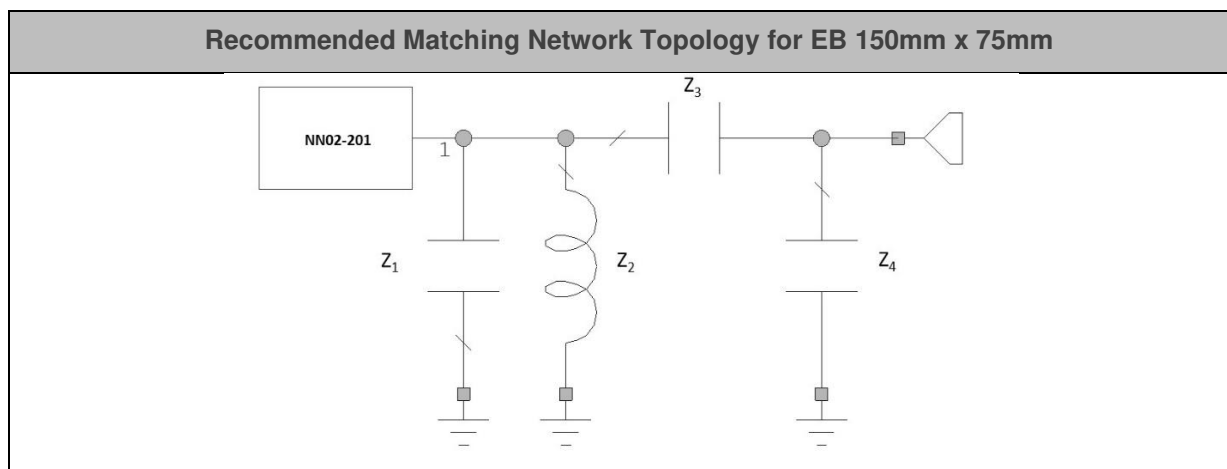 Recommended Matching Network Topology for EB 150mm x 75mm
Z3
NN02-201
1
Z1
Z2
Z4